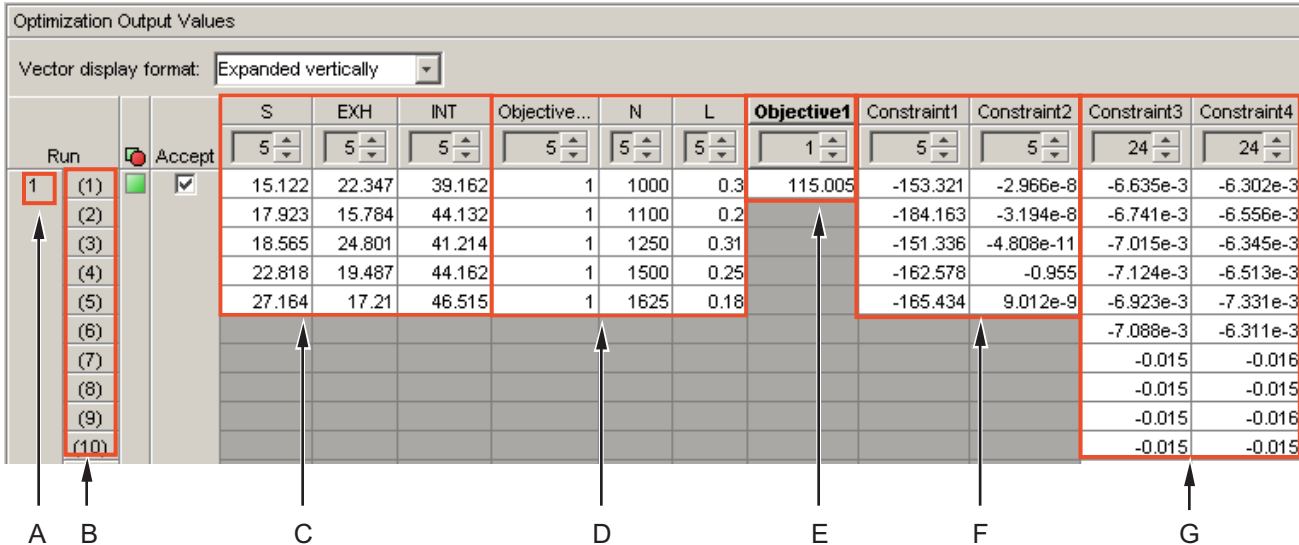 Optimization Output Values
Vector display format: Expanded vertically
S EXH INT Objective... N L Objective1 Constraint1 Constraint2 Constraint3 Constraint4
Run Accept 5 5 5 5 5 5 1 5 5 24 24
1 (1) 15.122 22.347 39.162 1 1000 0.3 115.005 -153.321 -2.966e-8 -6.635e-3 -6.302e-3
(2) 17.923 15.784 44.132 1 1100 0.2 -184.163 -3.194e-8 -6.741e-3 -6.556e-3
(3) 18.565 24.801 41.214 1 1250 0.31 -151.336 -4.808e-11 -7.015e-3 -6.345e-3
(4) 22.818 19.487 44.162 1 1500 0.25 -162.578 -0.955 -7.124e-3 -6.513e-3
(5) 27.164 17.21 46.515 1 1625 0.18 -165.434 9.012e-9 -6.923e-3 -7.331e-3
(6) -7.088e-3 -6.311e-3
(7) -0.015 -0.016
(8) -0.015 -0.015
(9) -0.015 -0.016
(10) -0.015 -0.015
A B C D E F G